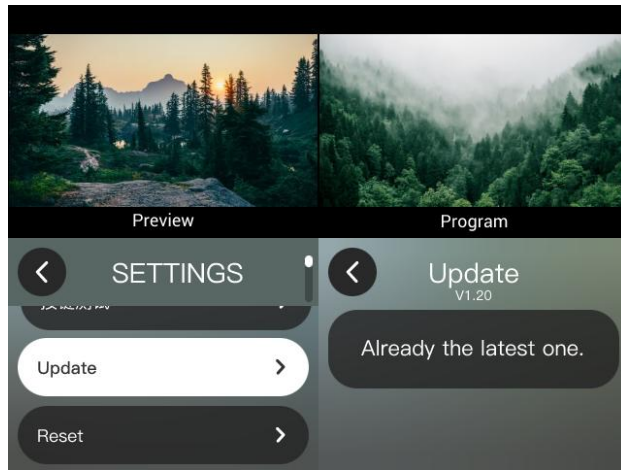 Preview
Program
SETTINGS
Update
Reset
Update
V1.20
Already the latest one.